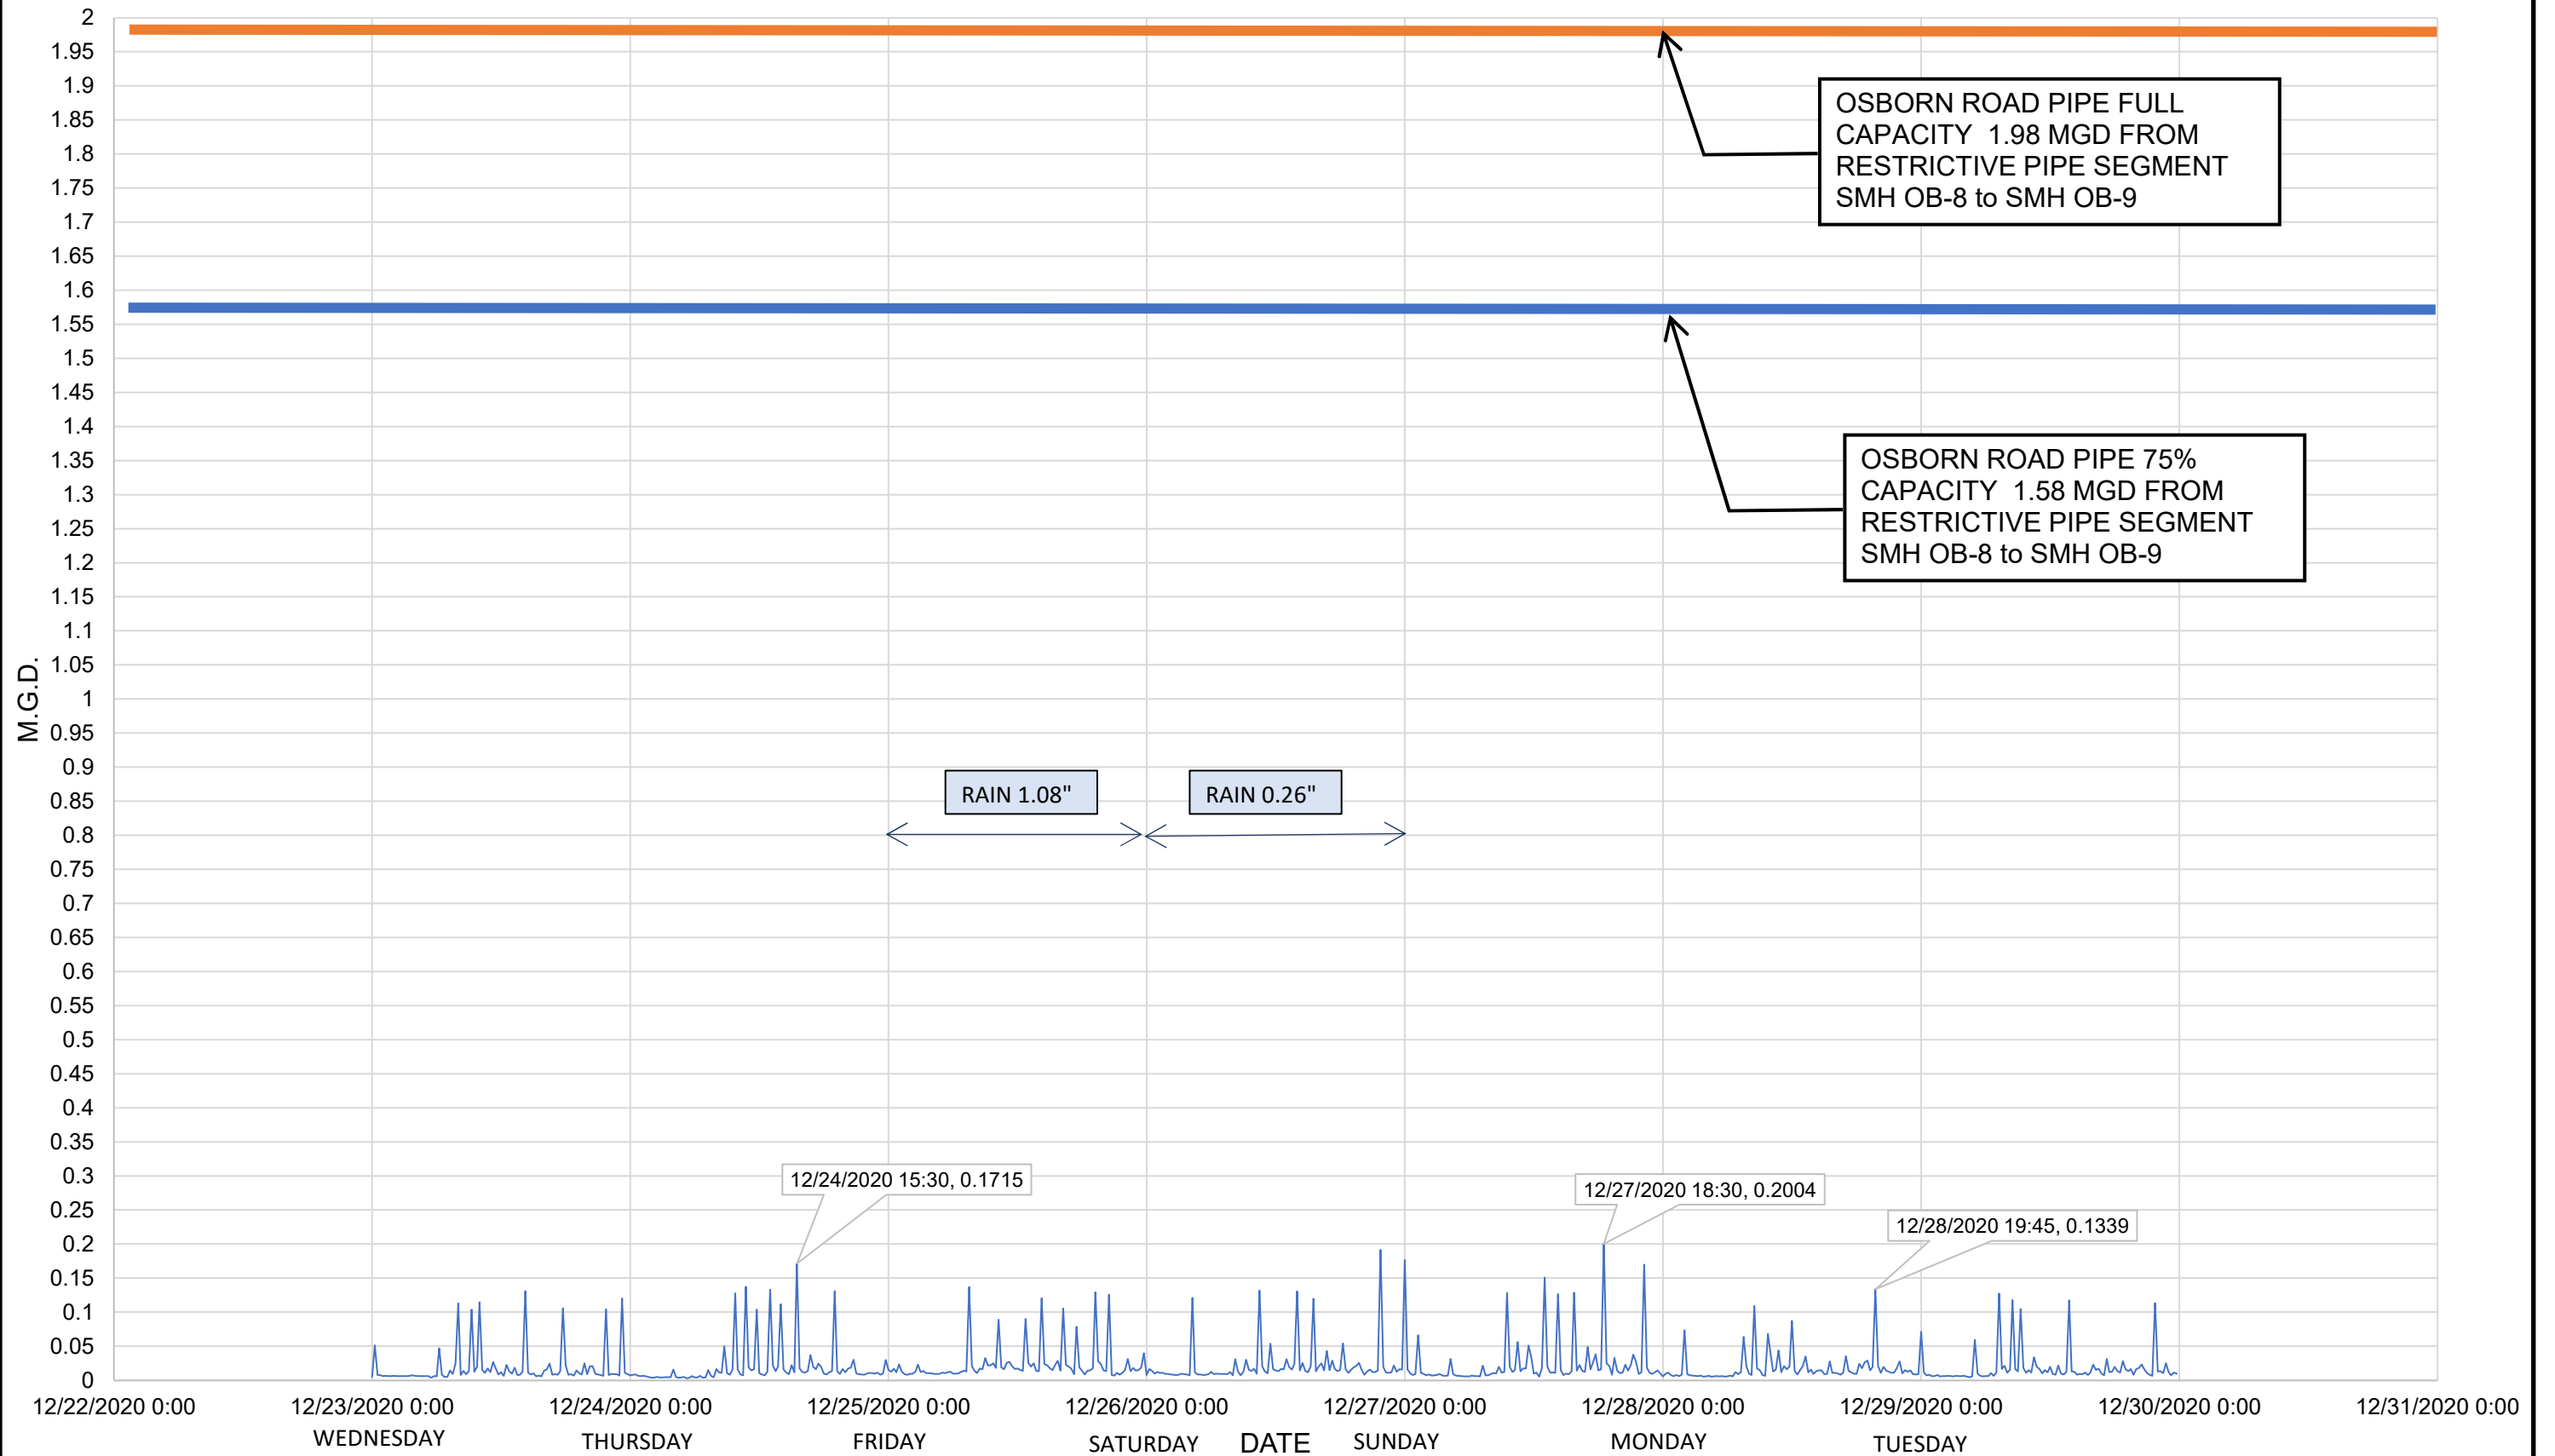 2
1.95
1.9
1.85
1.8
1.75
1.7
1.65
1.6
1.55
1.5
1.45
1.4
1.35
1.3
1.25
1.2
1.15
1.1
1.05
1
0.95
0.9
0.85
0.8
0.75
0.7
0.65
0.6
0.55
0.5
0.45
0.4
0.35
0.3
0.25
0.2
0.15
0.1
0.05
0
M.G.D.
OSBORN ROAD PIPE FULL
CAPACITY 1.98 MGD FROM
RESTRICTIVE PIPE SEGMENT
SMH OB-8 to SMH OB-9
OSBORN ROAD PIPE 75%
CAPACITY 1.58 MGD FROM
RESTRICTIVE PIPE SEGMENT
SMH OB-8 to SMH OB-9
RAIN 1.08"
RAIN 0.26"
12/24/2020 15:30, 0.1715
12/27/2020 18:30, 0.2004
12/28/2020 19:45, 0.1339
12/22/2020 0:00
12/23/2020 0:00
12/24/2020 0:00
12/25/2020 0:00
12/26/2020 0:00
12/27/2020 0:00
12/28/2020 0:00
12/29/2020 0:00
12/30/2020 0:00
12/31/2020 0:00
WEDNESDAY
THURSDAY
FRIDAY
SATURDAY
DATE
SUNDAY
MONDAY
TUESDAY